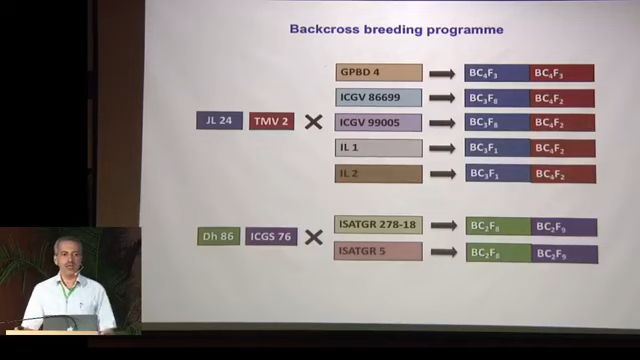 Backcross breeding programme
GPBD 4 BC₄F₃ BC₄F₃
ICGV 86699 BC₃F₈ BC₄F₂
JL 24 TMV 2 × ICGV 99005 BC₃F₈ BC₄F₂
IL 1 BC₃F₁ BC₄F₂
IL 2 BC₃F₁ BC₄F₂
Dh 86 ICGS 76 × ISATGR 278-18 BC₂F₈ BC₂F₉
ISATGR 5 BC₂F₈ BC₂F₉